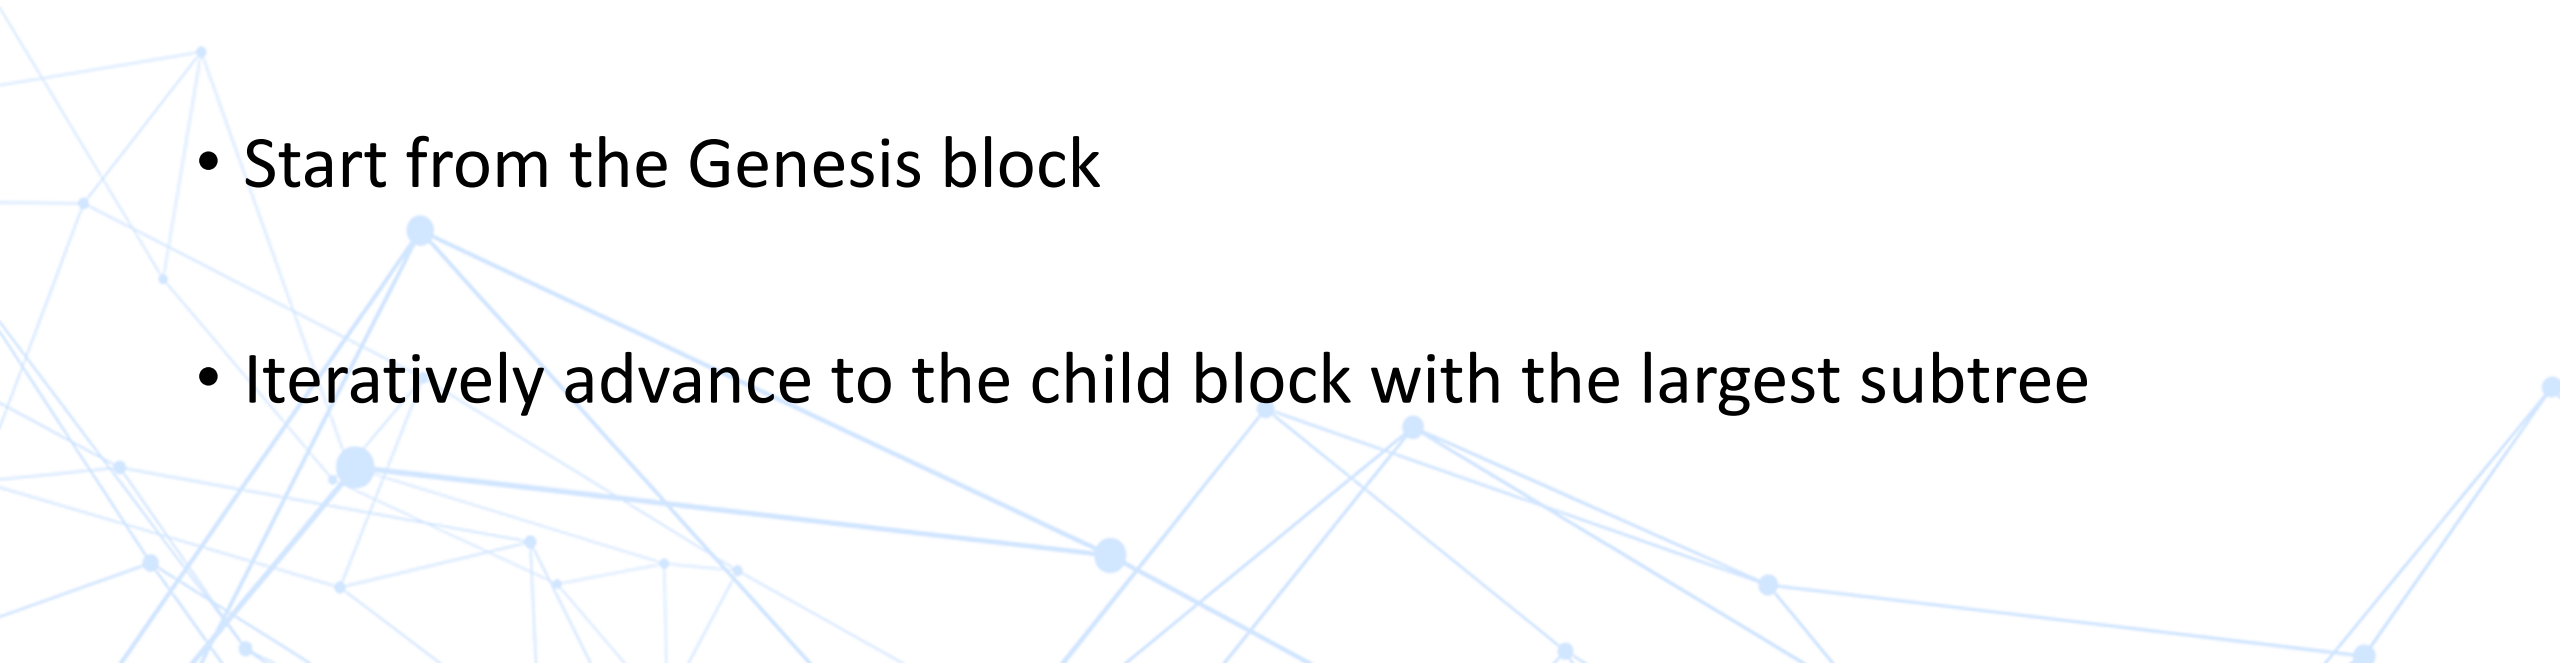 • Start from the Genesis block
• Iteratively advance to the child block with the largest subtree